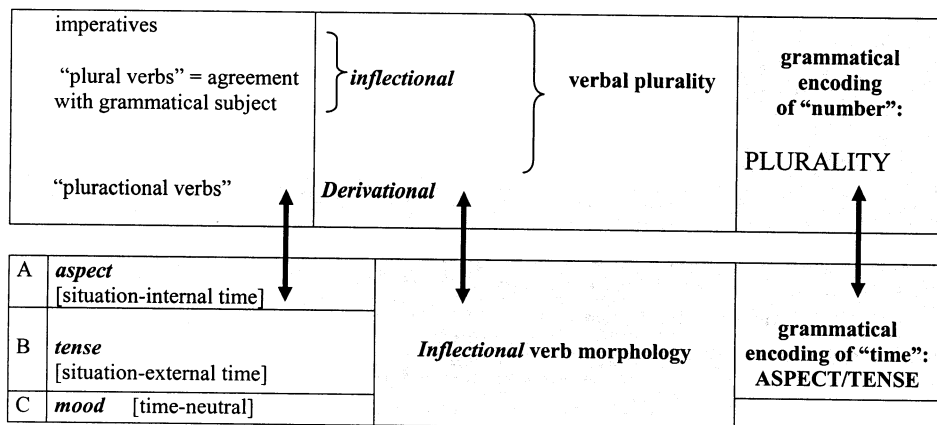 imperatives
“plural verbs” = agreement
with grammatical subject
“pluractional verbs”
inflectional
Derivational
verbal plurality
grammatical
encoding
of “number”:
PLURALITY
A
aspect
[situation-internal time]
B
tense
[situation-external time]
C
mood [time-neutral]
Inflectional verb morphology
grammatical
encoding of “time”:
ASPECT/TENSE